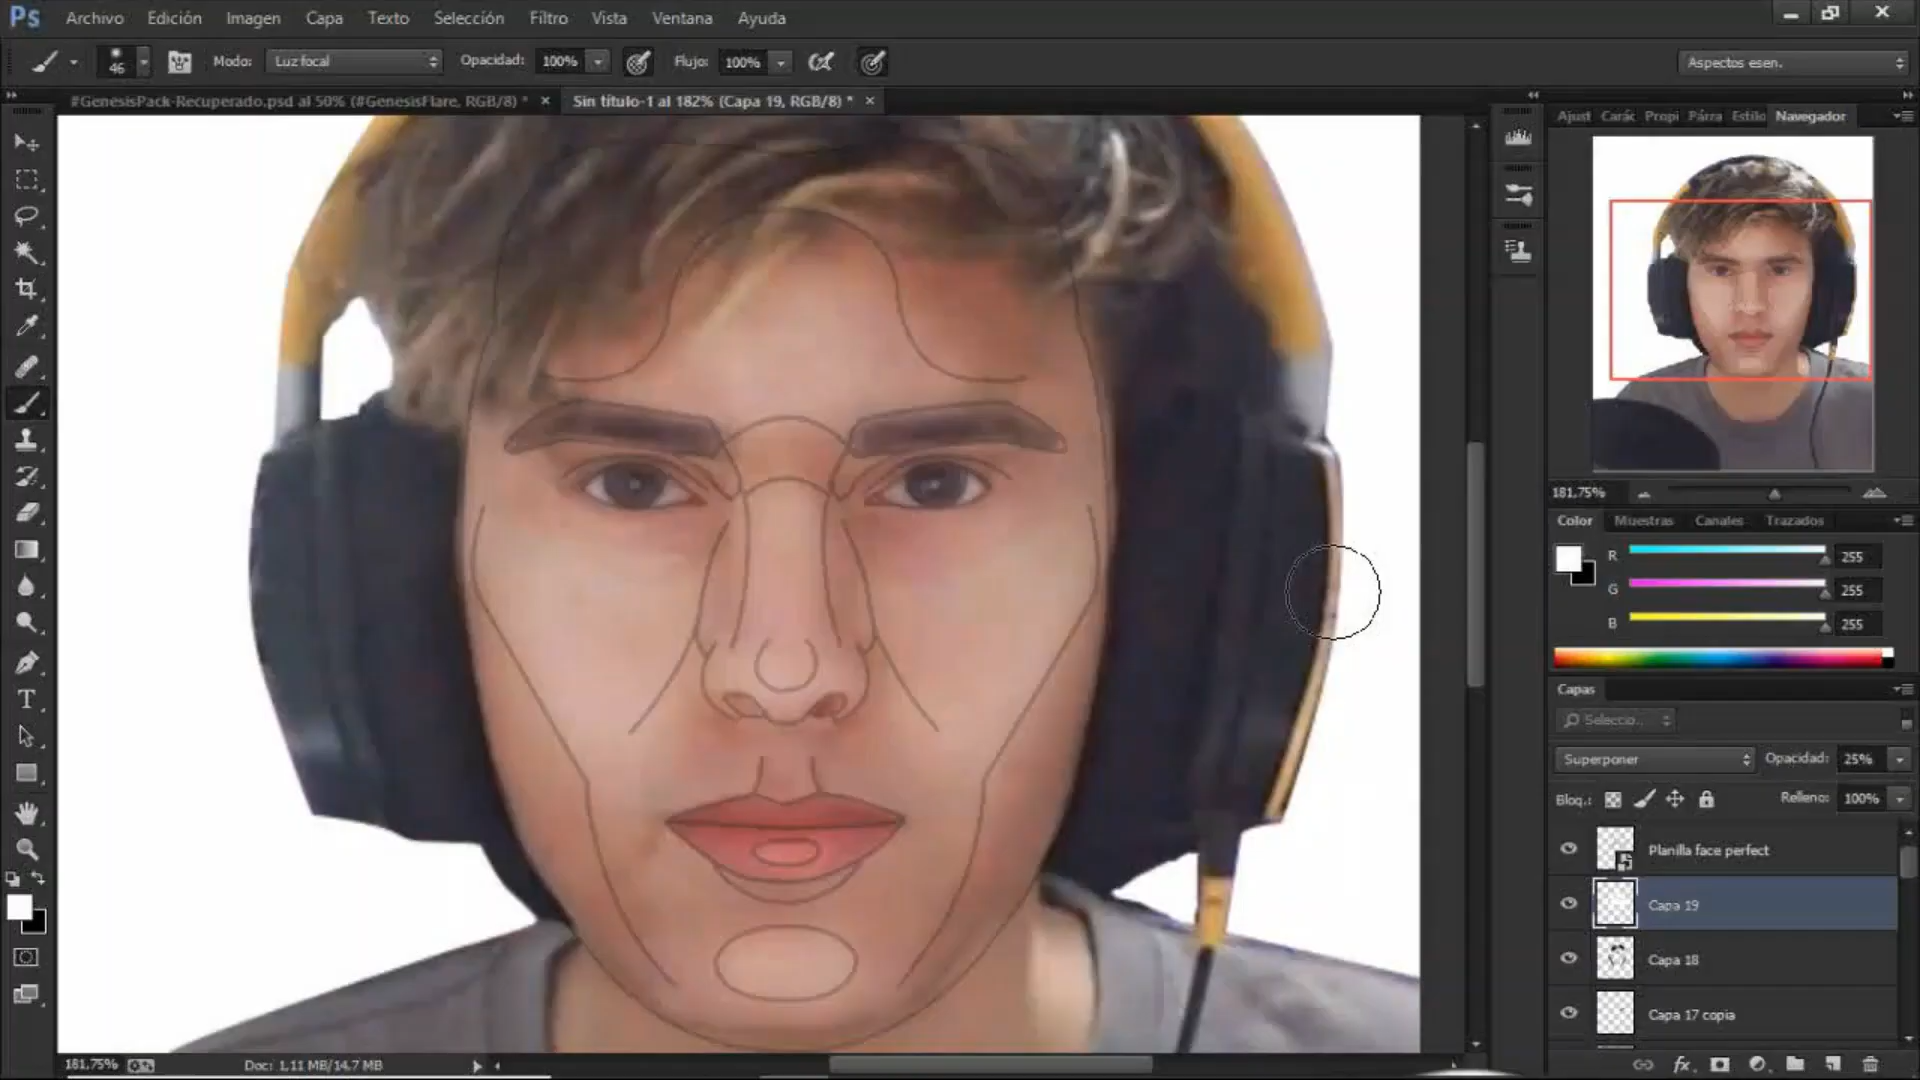 Ps Archivo Edición Imagen Capa Texto Selección Filtro Vista Ventana Ayuda
46 Modo: Luz focal Opacidad: 100% Flujo: 100% Aspectos esen.
#GenesisPack-Recuperado.psd al 50% (#GenesisFlare, RGB/8) * × Sin título-1 al 182% (Capa 19, RGB/8) * ×
Ajust Carác Propi Párra Estilo Navegador
181,75%
Color Muestras Canales Trazados
R 255
G 255
B 255
Capas
Seleccio...
Superponer Opacidad: 25%
Bloq.: Relleno: 100%
Planilla face perfect
Capa 19
Capa 18
Capa 17 copia
T
181,75% Doc: 1,11 MB/14,7 MB
fx